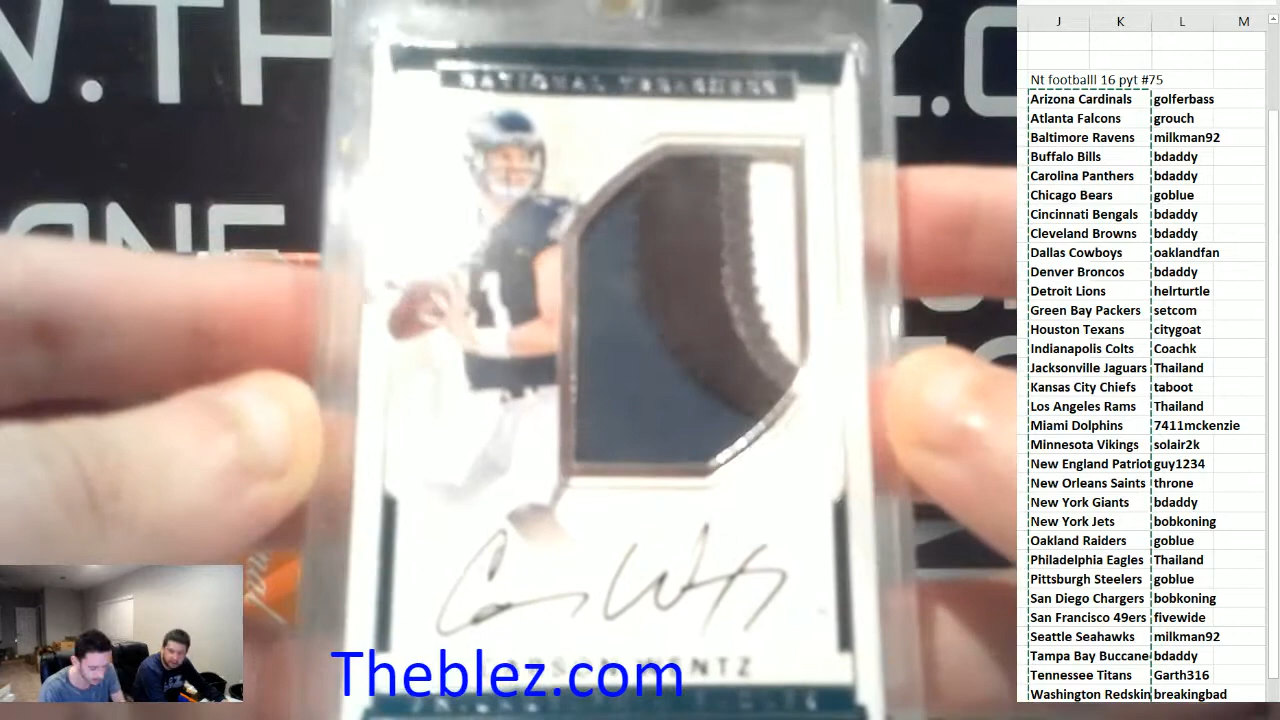 J K L M
Nt footballl 16 pyt #75
Arizona Cardinals golferbass
Atlanta Falcons grouch
Baltimore Ravens milkman92
Buffalo Bills bdaddy
Carolina Panthers bdaddy
Chicago Bears goblue
Cincinnati Bengals bdaddy
Cleveland Browns bdaddy
Dallas Cowboys oaklandfan
Denver Broncos bdaddy
Detroit Lions helrturtle
Green Bay Packers setcom
Houston Texans citygoat
Indianapolis Colts Coachk
Jacksonville Jaguars Thailand
Kansas City Chiefs taboot
Los Angeles Rams Thailand
Miami Dolphins 7411mckenzie
Minnesota Vikings solair2k
New England Patriot guy1234
New Orleans Saints throne
New York Giants bdaddy
New York Jets bobkoning
Oakland Raiders goblue
Philadelphia Eagles Thailand
Pittsburgh Steelers goblue
San Diego Chargers bobkoning
San Francisco 49ers fivewide
Seattle Seahawks milkman92
Tampa Bay Buccane bdaddy
Tennessee Titans Garth316
Washington Redskin breakingbad
NATIONAL TREASURES
WENTZ
Theblez.com